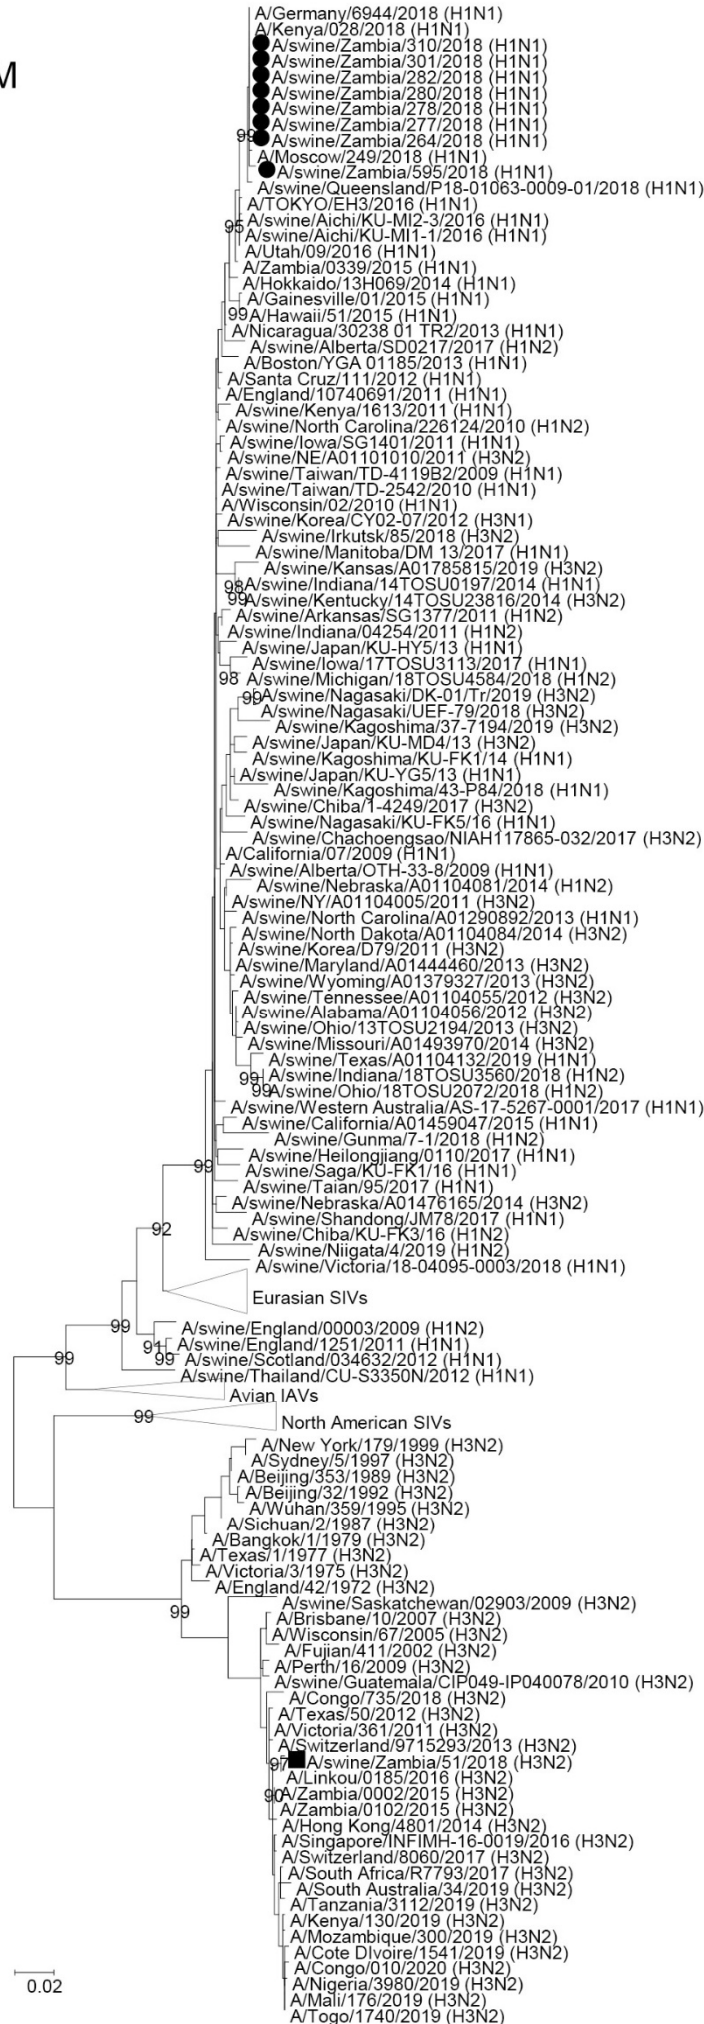 A/Germany/6944/2018 (H1N1)
A/Kenya/028/2018 (H1N1)
A/swine/Zambia/310/2018 (H1N1)
A/swine/Zambia/301/2018 (H1N1)
M
A/swine/Zambia/282/2018 (H1N1)
A/swine/Zambia/280/2018 (H1N1)
A/swine/Zambia/278/2018 (H1N1)
A/swine/Zambia/277/2018 (H1N1)
99
A/swine/Zambia/264/2018 (H1N1)
A/Moscow/249/2018 (H1N1)
A/swine/Zambia/595/2018 (H1N1)
A/swine/Queensland/P18-01063-0009-01/2018 (H1N1)
A/TOKYO/EH3/2016 (H1N1)
A/swine/Aichi/KU-MI2-3/2016 (H1N1)
95
A/swine/Aichi/KU-MI1-1/2016 (H1N1)
A/Utah/09/2016 (H1N1)
A/Zambia/0339/2015 (H1N1)
A/Hokkaido/13H069/2014 (H1N1)
A/Gainesville/01/2015 (H1N1)
99 A/Hawaii/51/2015 (H1N1)
A/Nicaragua/30238 01 TR2/2013 (H1N1)
A/swine/Alberta/SD0217/2017 (H1N2)
A/Boston/YGA 01185/2013 (H1N1)
A/Santa Cruz/111/2012 (H1N1)
A/England/10740691/2011 (H1N1)
A/swine/Kenya/1613/2011 (H1N1)
A/swine/North Carolina/226124/2010 (H1N2)
A/swine/Iowa/SG1401/2011 (H1N1)
A/swine/NE/A01101010/2011 (H3N2)
A/swine/Taiwan/TD-4119B2/2009 (H1N1)
A/swine/Taiwan/TD-2542/2010 (H1N1)
A/Wisconsin/02/2010 (H1N1)
A/swine/Korea/CY02-07/2012 (H3N1)
A/swine/Irkutsk/85/2018 (H3N2)
A/swine/Manitoba/DM 13/2017 (H1N1)
A/swine/Kansas/A01785815/2019 (H3N2)
98 A/swine/Indiana/14TOSU0197/2014 (H1N1)
99 A/swine/Kentucky/14TOSU23816/2014 (H3N2)
A/swine/Arkansas/SG1377/2011 (H1N2)
A/swine/Indiana/04254/2011 (H1N2)
A/swine/Japan/KU-HY5/13 (H1N1)
A/swine/Iowa/17TOSU3113/2017 (H1N1)
98 A/swine/Michigan/18TOSU4584/2018 (H1N2)
99 A/swine/Nagasaki/DK-01/Tr/2019 (H3N2)
A/swine/Nagasaki/UEF-79/2018 (H3N2)
A/swine/Kagoshima/37-7194/2019 (H3N2)
A/swine/Japan/KU-MD4/13 (H3N2)
A/swine/Kagoshima/KU-FK1/14 (H1N1)
A/swine/Japan/KU-YG5/13 (H1N1)
A/swine/Kagoshima/43-P84/2018 (H1N1)
A/swine/Chiba/1-4249/2017 (H3N2)
A/swine/Nagasaki/KU-FK5/16 (H1N1)
A/swine/Chachoengsao/NIAH117865-032/2017 (H3N2)
A/California/07/2009 (H1N1)
A/swine/Alberta/OTH-33-8/2009 (H1N1)
A/swine/Nebraska/A01104081/2014 (H1N2)
A/swine/NY/A01104005/2011 (H3N2)
A/swine/North Carolina/A01290892/2013 (H1N1)
A/swine/North Dakota/A01104084/2014 (H3N2)
A/swine/Korea/D79/2011 (H3N2)
A/swine/Maryland/A01444460/2013 (H3N2)
A/swine/Wyoming/A01379327/2013 (H3N2)
A/swine/Tennessee/A01104055/2012 (H3N2)
A/swine/Alabama/A01104056/2012 (H3N2)
A/swine/Ohio/13TOSU2194/2013 (H3N2)
A/swine/Missouri/A01493970/2014 (H3N2)
A/swine/Texas/A01104132/2019 (H1N1)
99 A/swine/Indiana/18TOSU3560/2018 (H1N2)
99 A/swine/Ohio/18TOSU2072/2018 (H1N2)
A/swine/Western Australia/AS-17-5267-0001/2017 (H1N1)
A/swine/California/A01459047/2015 (H1N1)
A/swine/Gunma/7-1/2018 (H1N2)
A/swine/Heilongjiang/0110/2017 (H1N1)
99 A/swine/Saga/KU-FK1/16 (H1N1)
A/swine/Taian/95/2017 (H1N1)
A/swine/Nebraska/A01476165/2014 (H3N2)
A/swine/Shandong/JM78/2017 (H1N1)
92 A/swine/Chiba/KU-FK3/16 (H1N2)
A/swine/Niigata/4/2019 (H1N2)
A/swine/Victoria/18-04095-0003/2018 (H1N1)
Eurasian SIVs
99 A/swine/England/00003/2009 (H1N2)
91 A/swine/England/1251/2011 (H1N1)
99 99 A/swine/Scotland/034632/2012 (H1N1)
A/swine/Thailand/CU-S3350N/2012 (H1N1)
Avian IAVs
99 North American SIVs
A/New York/179/1999 (H3N2)
A/Sydney/5/1997 (H3N2)
A/Beijing/353/1989 (H3N2)
A/Beijing/32/1992 (H3N2)
A/Wuhan/359/1995 (H3N2)
A/Sichuan/2/1987 (H3N2)
A/Bangkok/1/1979 (H3N2)
A/Texas/1/1977 (H3N2)
A/Victoria/3/1975 (H3N2)
A/England/42/1972 (H3N2)
99 A/swine/Saskatchewan/02903/2009 (H3N2)
A/Brisbane/10/2007 (H3N2)
A/Wisconsin/67/2005 (H3N2)
A/Fujian/411/2002 (H3N2)
A/Perth/16/2009 (H3N2)
A/swine/Guatemala/CIP049-IP040078/2010 (H3N2)
A/Congo/735/2018 (H3N2)
A/Texas/50/2012 (H3N2)
A/Victoria/361/2011 (H3N2)
A/Switzerland/9715293/2013 (H3N2)
97 A/swine/Zambia/51/2018 (H3N2)
A/Linkou/0185/2016 (H3N2)
90 A/Zambia/0002/2015 (H3N2)
A/Zambia/0102/2015 (H3N2)
A/Hong Kong/4801/2014 (H3N2)
A/Singapore/INFIMH-16-0019/2016 (H3N2)
A/Switzerland/8060/2017 (H3N2)
A/South Africa/R7793/2017 (H3N2)
A/South Australia/34/2019 (H3N2)
A/Tanzania/3112/2019 (H3N2)
A/Kenya/130/2019 (H3N2)
A/Mozambique/300/2019 (H3N2)
A/Cote DIvoire/1541/2019 (H3N2)
A/Congo/010/2020 (H3N2)
0.02
A/Nigeria/3980/2019 (H3N2)
A/Mali/176/2019 (H3N2)
A/Togo/1740/2019 (H3N2)